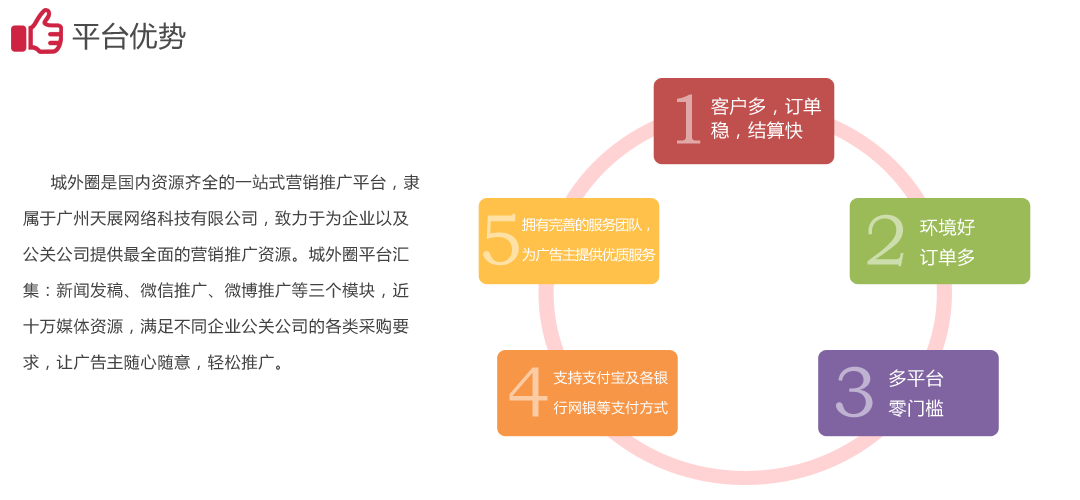 平台优势
城外圈是国内资源齐全的一站式营销推广平台，隶
属于广州天展网络科技有限公司，致力于为企业以及
公关公司提供最全面的营销推广资源。城外圈平台汇
集：新闻发稿、微信推广、微博推广等三个模块，近
十万媒体资源，满足不同企业公关公司的各类采购要
求，让广告主随心随意，轻松推广。
1
客户多，订单
稳，结算快
2
环境好
订单多
3
多平台
零门槛
4
支持支付宝及各银
行网银等支付方式
5
拥有完善的服务团队，
为广告主提供优质服务